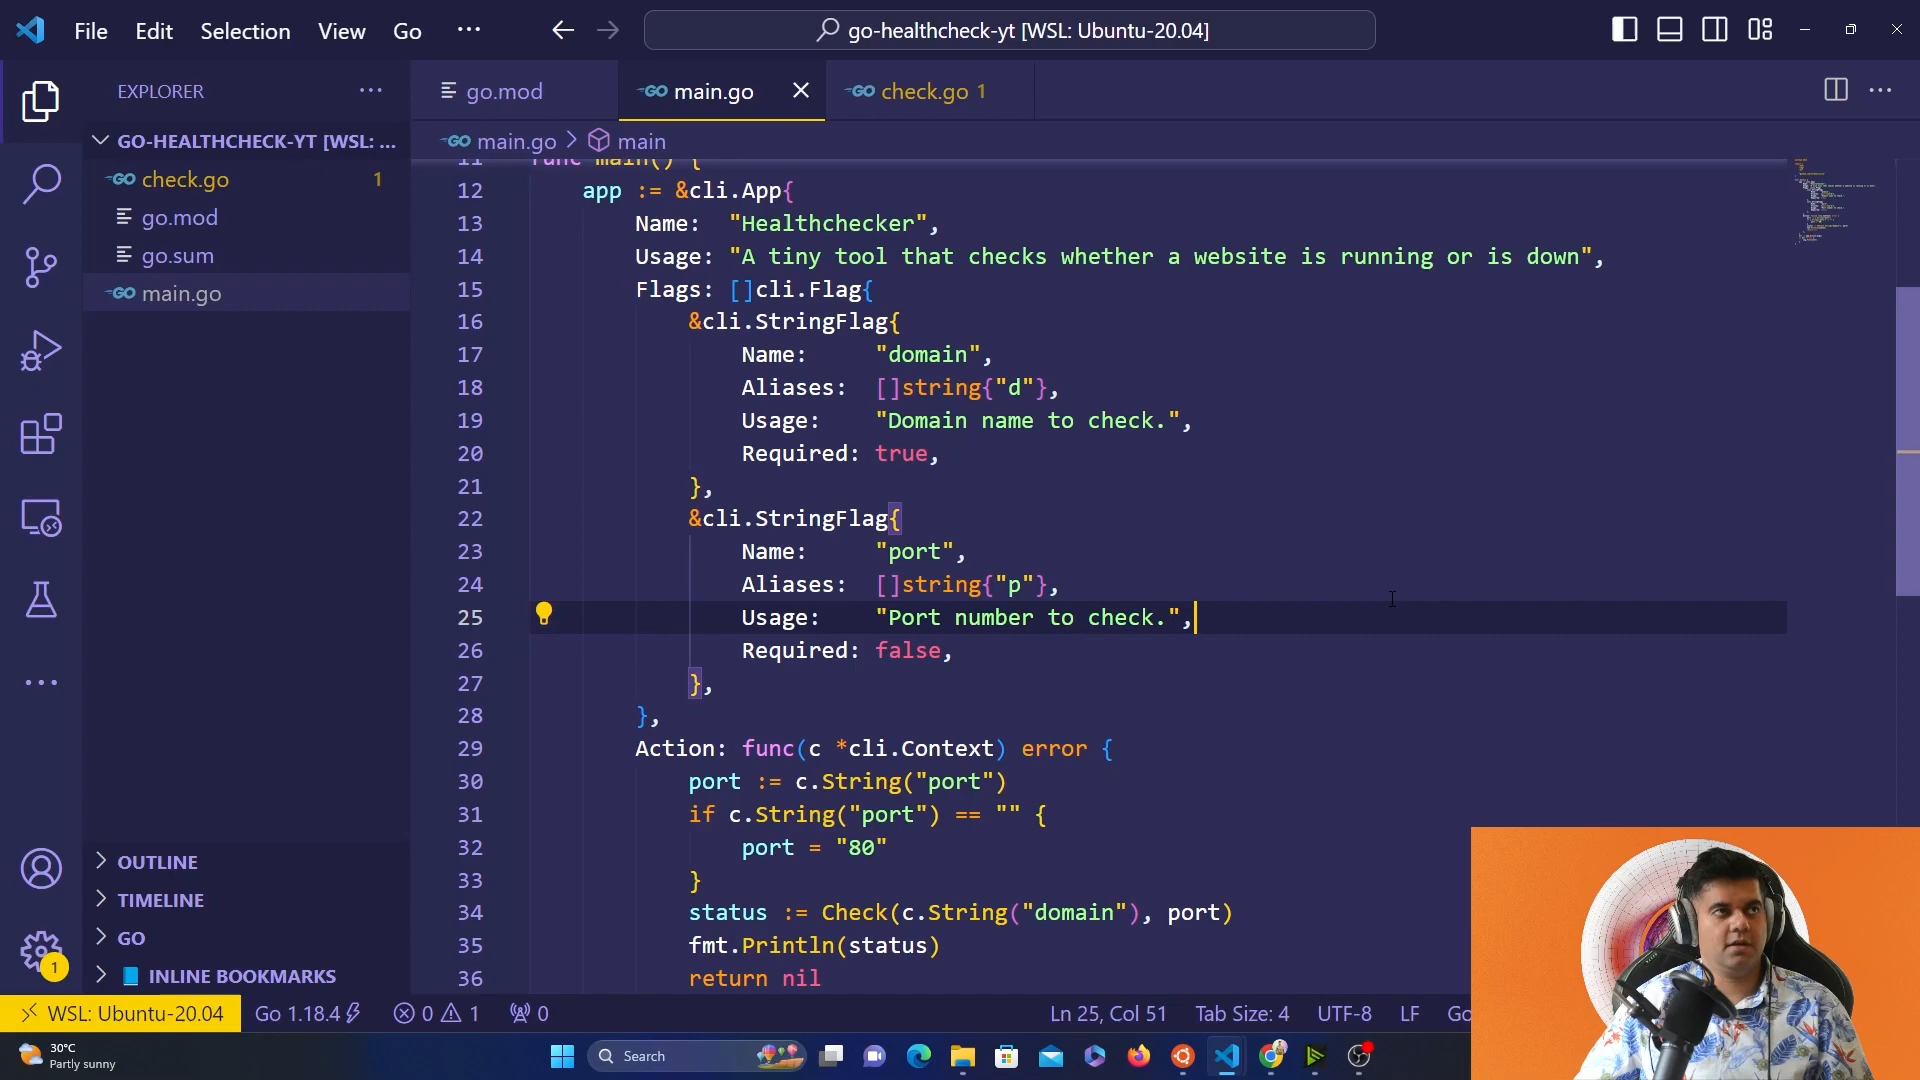 File Edit Selection View Go ···
go-healthcheck-yt [WSL: Ubuntu-20.04]
EXPLORER
GO-HEALTHCHECK-YT [WSL: ...
check.go 1
go.mod
go.sum
main.go
OUTLINE
TIMELINE
GO
INLINE BOOKMARKS
go.mod
main.go
check.go 1
main.go > main
11 func main() {
12 app := &cli.App{
13 Name: "Healthchecker",
14 Usage: "A tiny tool that checks whether a website is running or is down",
15 Flags: []cli.Flag{
16 &cli.StringFlag{
17 Name: "domain",
18 Aliases: []string{"d"},
19 Usage: "Domain name to check.",
20 Required: true,
21 },
22 &cli.StringFlag{
23 Name: "port",
24 Aliases: []string{"p"},
25 Usage: "Port number to check.",
26 Required: false,
27 },
28 },
29 Action: func(c *cli.Context) error {
30 port := c.String("port")
31 if c.String("port") == "" {
32 port = "80"
33 }
34 status := Check(c.String("domain"), port)
35 fmt.Println(status)
36 return nil
1
WSL: Ubuntu-20.04 Go 1.18.4 0 1 0
Ln 25, Col 51 Tab Size: 4 UTF-8 LF Go
30°C
Partly sunny
Search